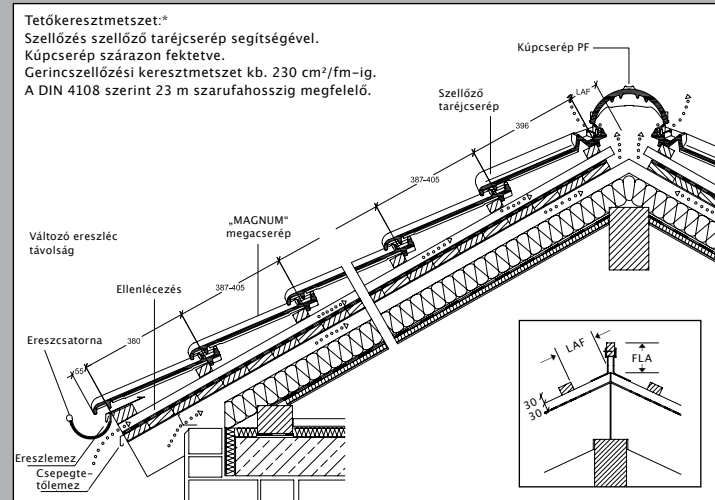 Tetőkeresztmetszet:*
Szellőzés szellőző taréjcserép segítségével.
Kúpcserép szárazon fektetve.
Gerincszellőzési keresztmetszet kb. 230 cm²/fm-ig.
A DIN 4108 szerint 23 m szarufahosszig megfelelő.
Kúpcserép PF
LAF
Szellőző
taréjcserép
396
387-405
„MAGNUM“
megacserép
Változó ereszléc
távolság
Ellenlécezés
387-405
Ereszcsatorna
380
55
Ereszlemez
Csepegte-
tőlemez
LAF
FLA
30
30